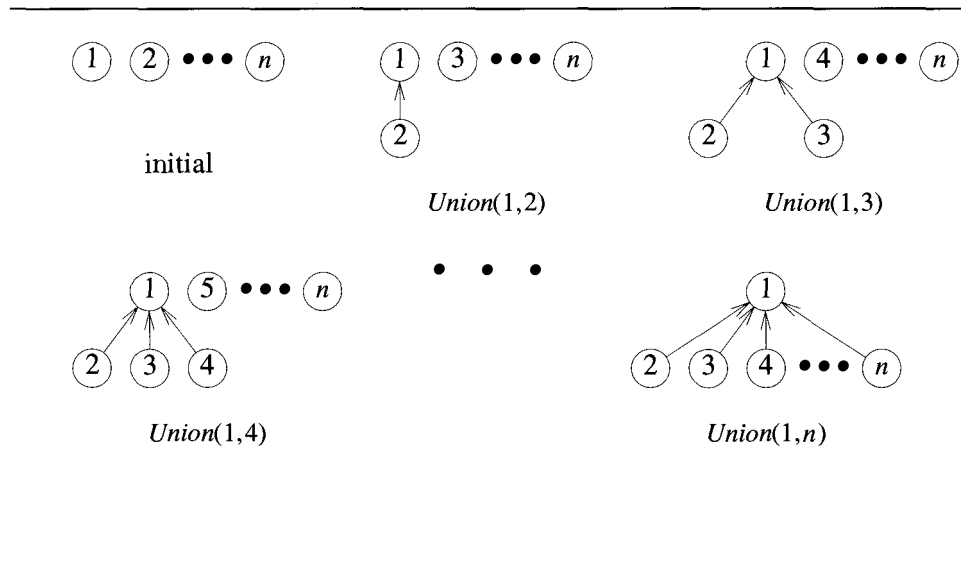 1 2 ••• n
initial
1 3 ••• n
2
Union(1,2)
1 4 ••• n
2 3
Union(1,3)
1 5 ••• n
2 3 4
Union(1,4)
• • •
1
2 3 4 ••• n
Union(1,n)